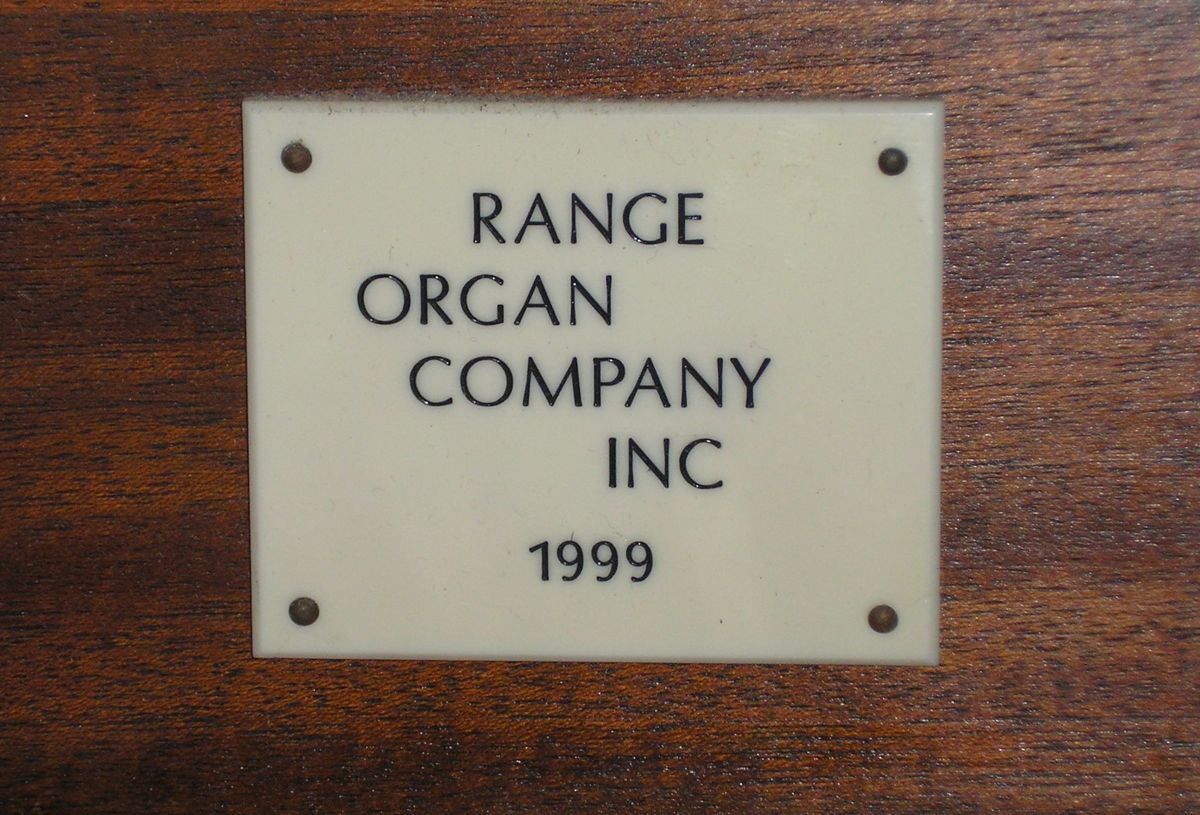 RANGE
ORGAN
COMPANY
INC
1999